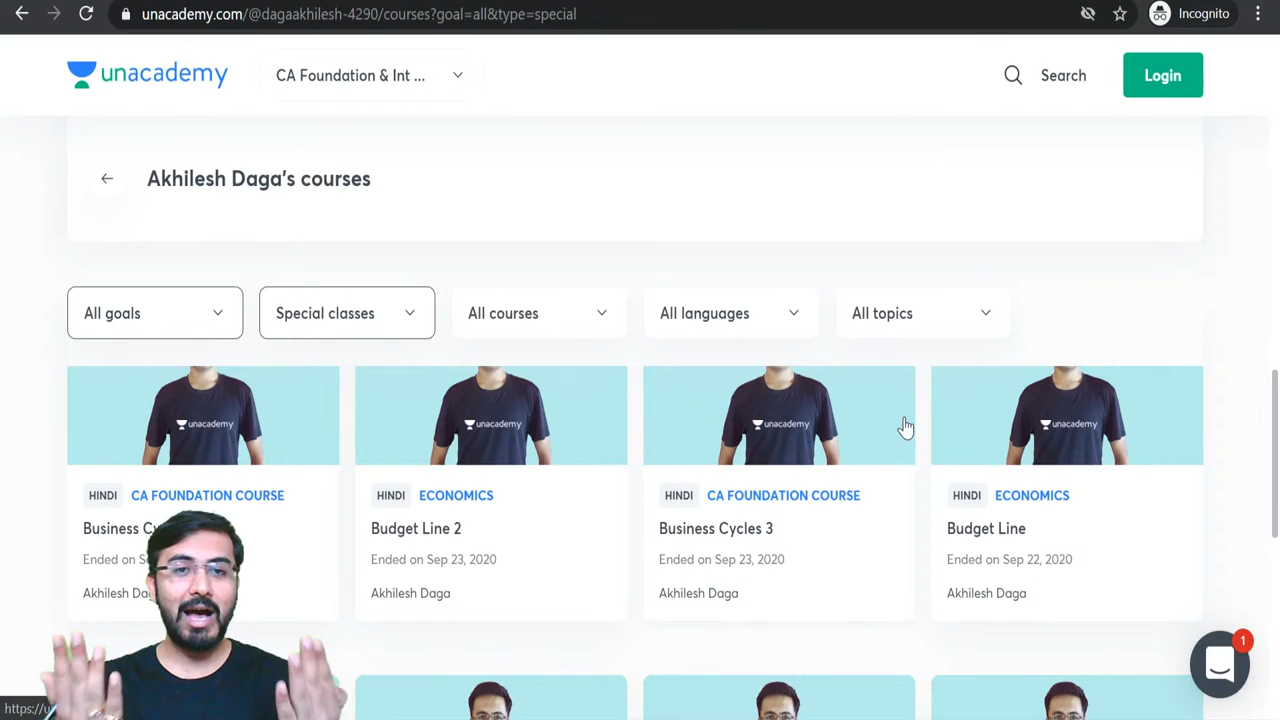 unacademy.com/@dagaakhilesh-4290/courses?goal=all&type=special
Incognito
unacademy
CA Foundation & Int ...
Search
Login
Akhilesh Daga's courses
All goals
Special classes
All courses
All languages
All topics
unacademy
unacademy
unacademy
unacademy
HINDI CA FOUNDATION COURSE
HINDI ECONOMICS
HINDI CA FOUNDATION COURSE
HINDI ECONOMICS
Business
Budget Line 2
Business Cycles 3
Budget Line
Ended on
Ended on Sep 23, 2020
Ended on Sep 23, 2020
Ended on Sep 22, 2020
Akhilesh
Akhilesh Daga
Akhilesh Daga
Akhilesh Daga
1